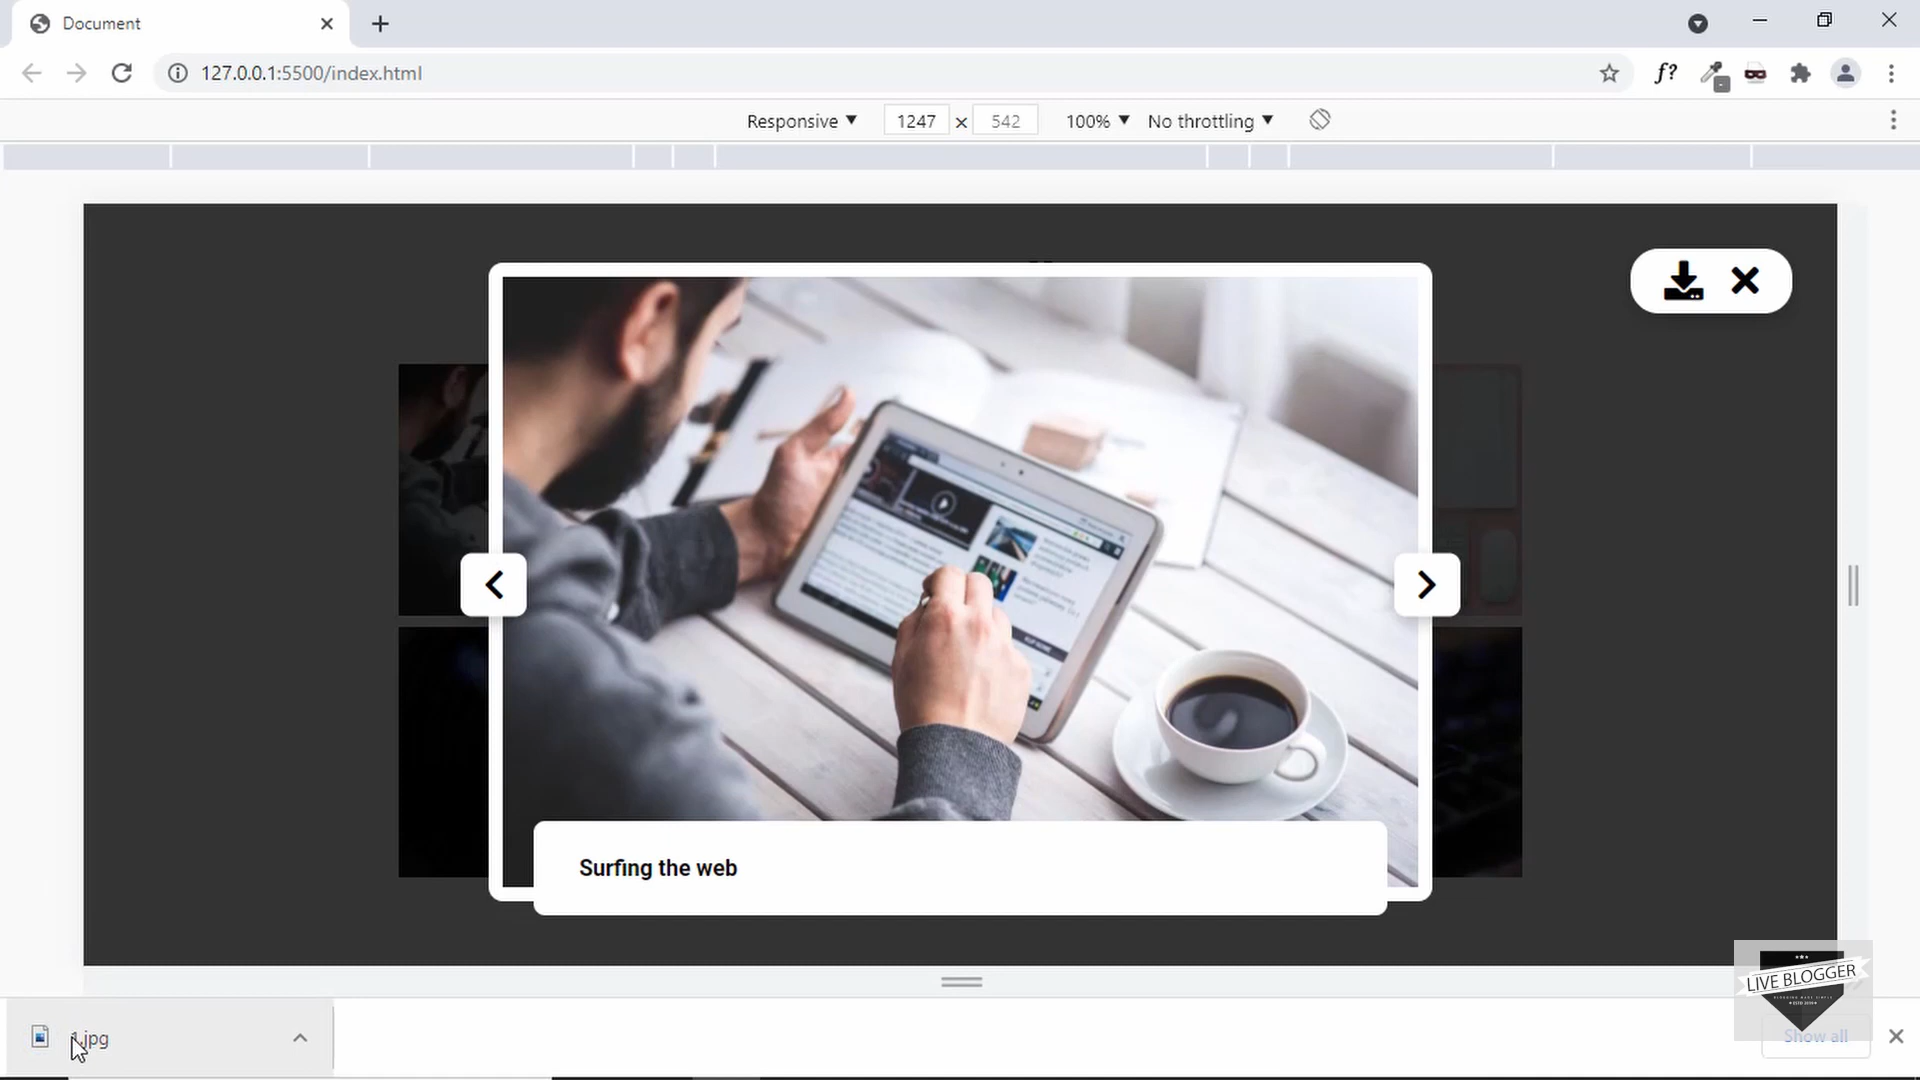 Document
127.0.0.1:5500/index.html
f?
Responsive
1247 × 542
100%
No throttling
Surfing the web
LIVE BLOGGER
1.jpg
Show all